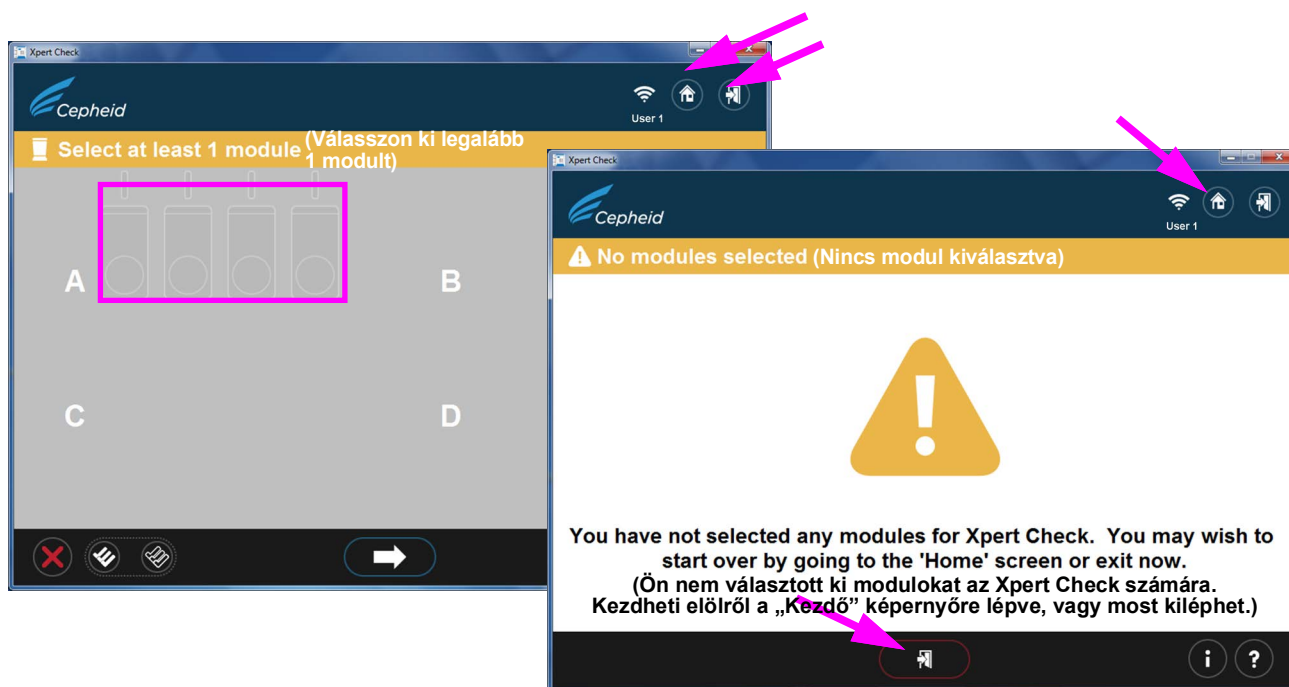 Xpert Check
Cepheid
User 1
Select at least 1 module (Válasszon ki legalább
1 modult)
A
B
C
D
Xpert Check
Cepheid
User 1
No modules selected (Nincs modul kiválasztva)
You have not selected any modules for Xpert Check. You may wish to
start over by going to the 'Home' screen or exit now.
(Ön nem választott ki modulokat az Xpert Check számára.
Kezdheti elölről a „Kezdő” képernyőre lépve, vagy most kiléphet.)
i ?